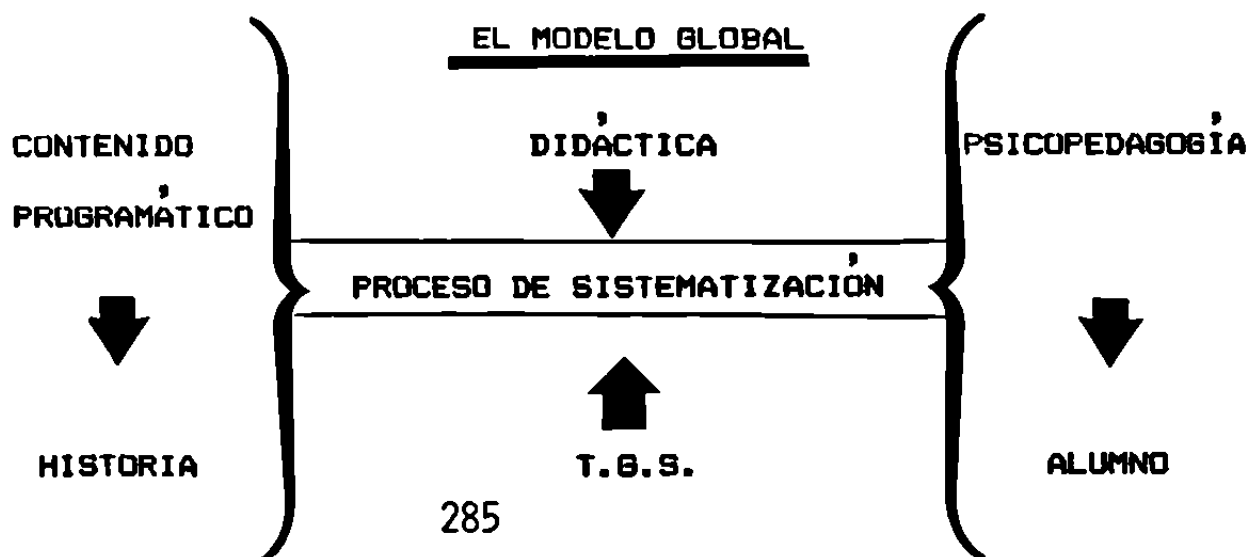 EL MODELO GLOBAL
CONTENIDO
PROGRAMÁTICO
DIDÁCTICA
PSICOPEDAGOGÍA
PROCESO DE SISTEMATIZACIÓN
HISTORIA
T.G.S.
ALUMNO
285